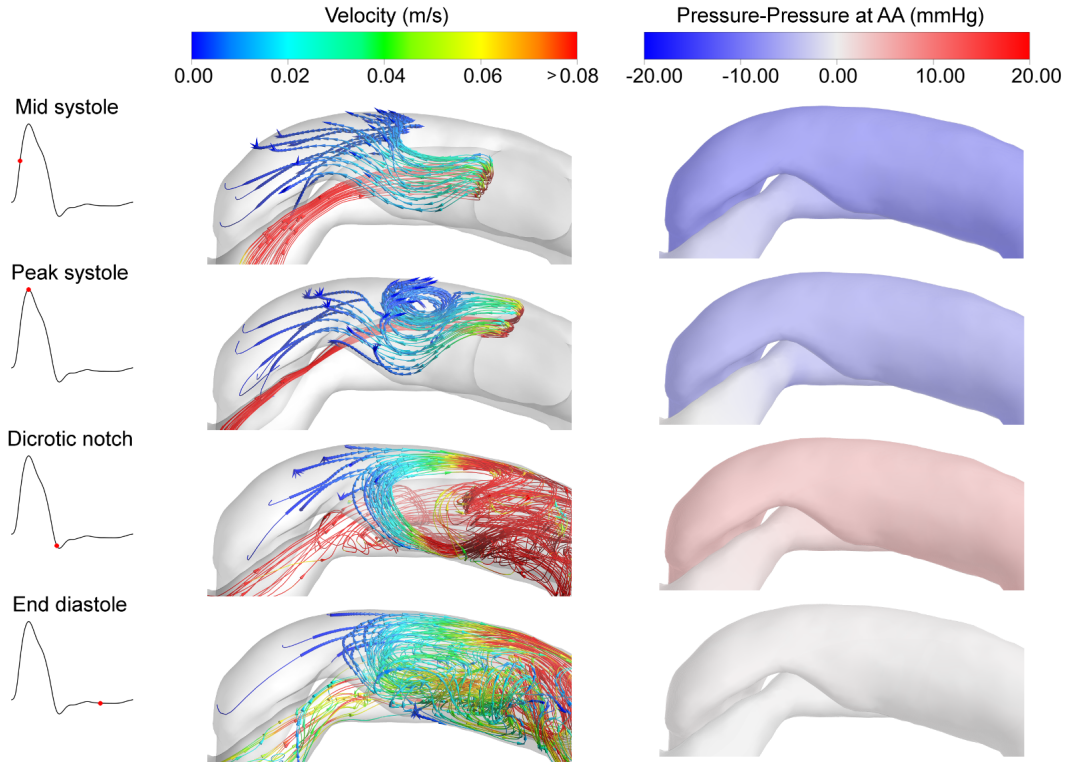 Velocity (m/s)
Pressure-Pressure at AA (mmHg)
0.00 0.02 0.04 0.06 >0.08
-20.00 -10.00 0.00 10.00 20.00
Mid systole
Peak systole
Dicrotic notch
End diastole